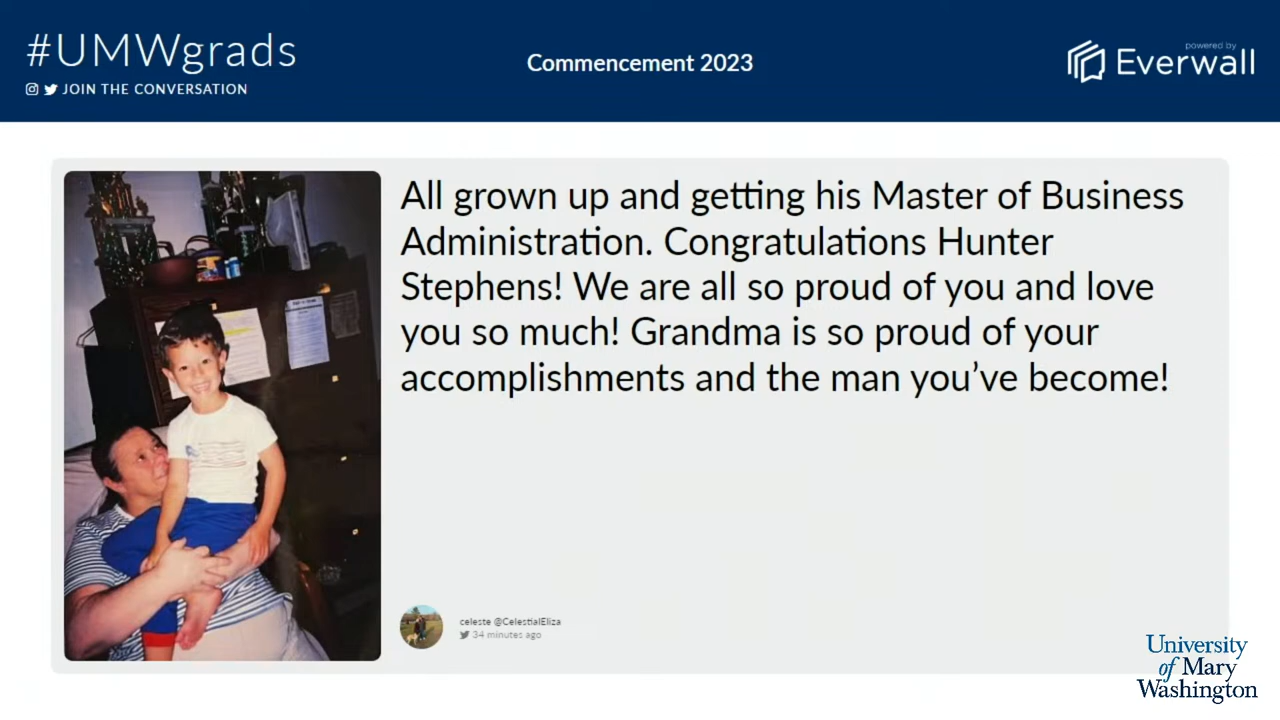 #UMWgrads
JOIN THE CONVERSATION
Commencement 2023
powered by
Everwall
All grown up and getting his Master of Business
Administration. Congratulations Hunter
Stephens! We are all so proud of you and love
you so much! Grandma is so proud of your
accomplishments and the man you've become!
celeste @CelestialEliza
34 minutes ago
University
of Mary
Washington